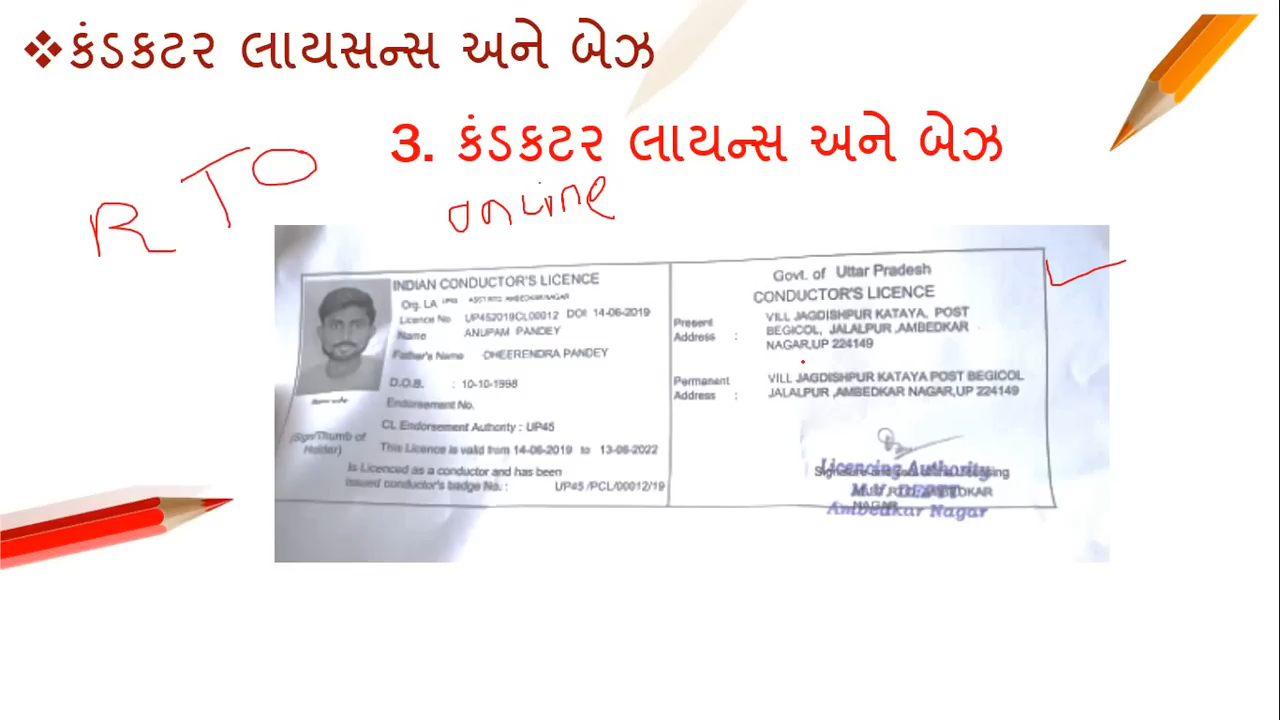 ❖કંડકટર લાયસન્સ અને બેઝ
3. કંડકટર લાયન્સ અને બેઝ
RTO
online
INDIAN CONDUCTOR'S LICENCE
Org. LA
Licence No UP452019CL00012 DOI: 14-06-2019
Name ANUPAM PANDEY
Father's Name : DHEERENDRA PANDEY
D.O.B. : 10-10-1998
Endorsement No.
CL Endorsement Authority : UP45
(Sign/Thumb of
Holder)
This Licence is valid from 14-06-2019 to 13-06-2022
Is Licenced as a conductor and has been
issued conductor's badge No. : UP45 /PCL/00012/19
Govt. of Uttar Pradesh
CONDUCTOR'S LICENCE
Present
Address : VILL JAGDISHPUR KATAYA, POST
BEGICOL, JALALPUR ,AMBEDKAR
NAGAR,UP 224149
Permanent
Address : VILL JAGDISHPUR KATAYA POST BEGICOL
JALALPUR ,AMBEDKAR NAGAR,UP 224149
Licencing Authority
Ambedkar Nagar